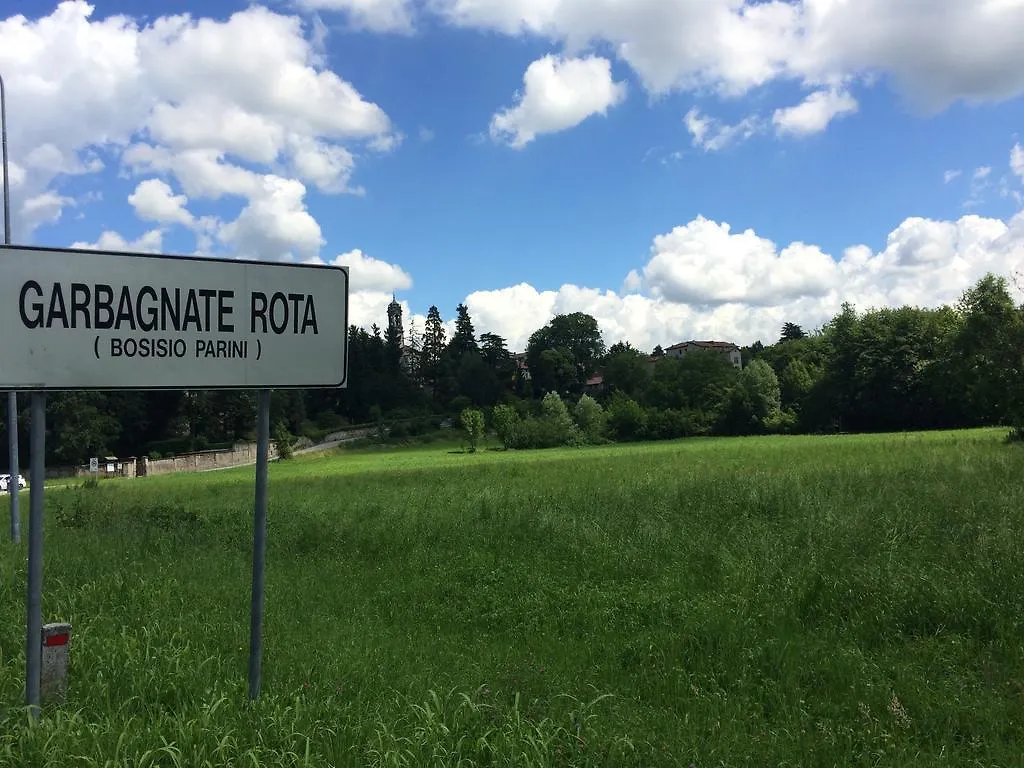 GARBAGNATE ROTA
( BOSISIO PARINI )